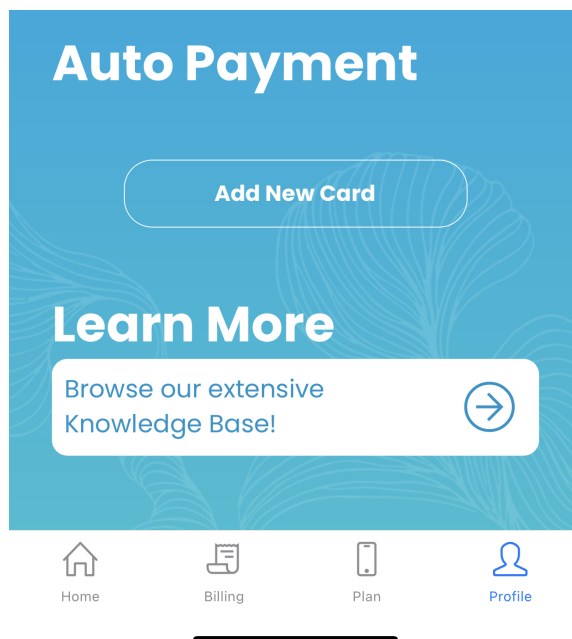 Auto Payment
Add New Card
Learn More
Browse our extensive
Knowledge Base!
Home
Billing
Plan
Profile